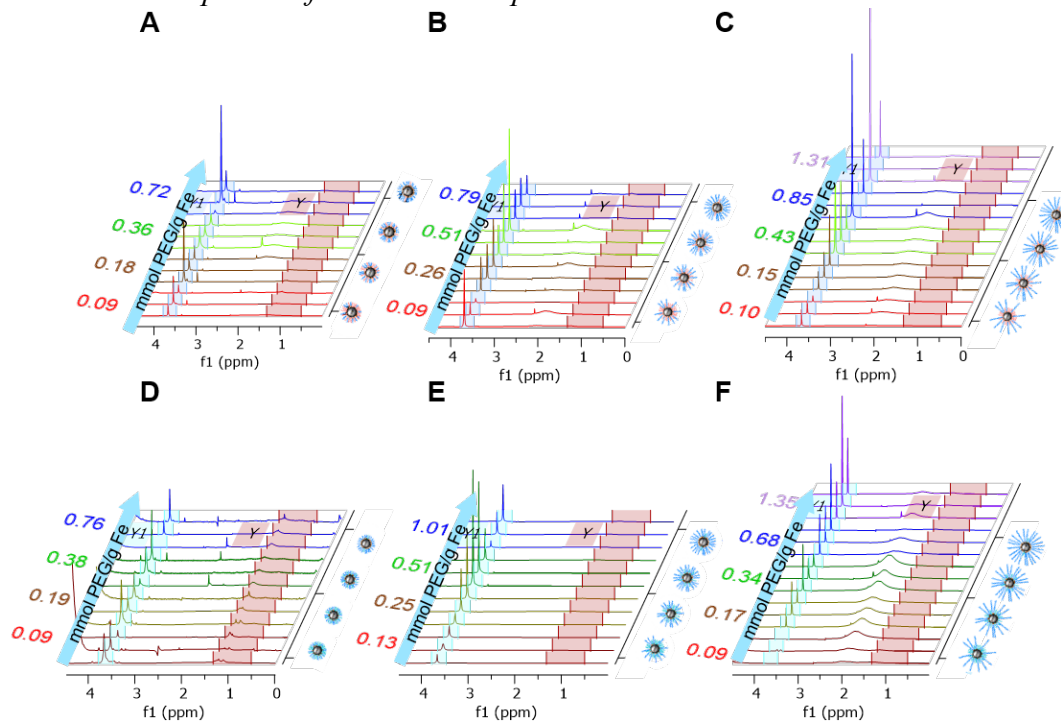 A
mmol PEG/g Fe
0.72
0.36
0.18
0.09
Y1
Y
4 3 2 1
f1 (ppm)
B
mmol PEG/g Fe
0.79
0.51
0.26
0.09
Y1
Y
4 3 2 1 0
f1 (ppm)
C
mmol PEG/g Fe
1.31
0.85
0.43
0.15
0.10
Y
4 3 2 1 0
f1 (ppm)
D
mmol PEG/g Fe
0.76
0.38
0.19
0.09
Y1
Y
4 3 2 1 0
f1 (ppm)
E
mmol PEG/g Fe
1.01
0.51
0.25
0.13
Y1
Y
4 3 2 1
f1 (ppm)
F
mmol PEG/g Fe
1.35
0.68
0.34
0.17
0.09
Y
4 3 2 1
f1 (ppm)